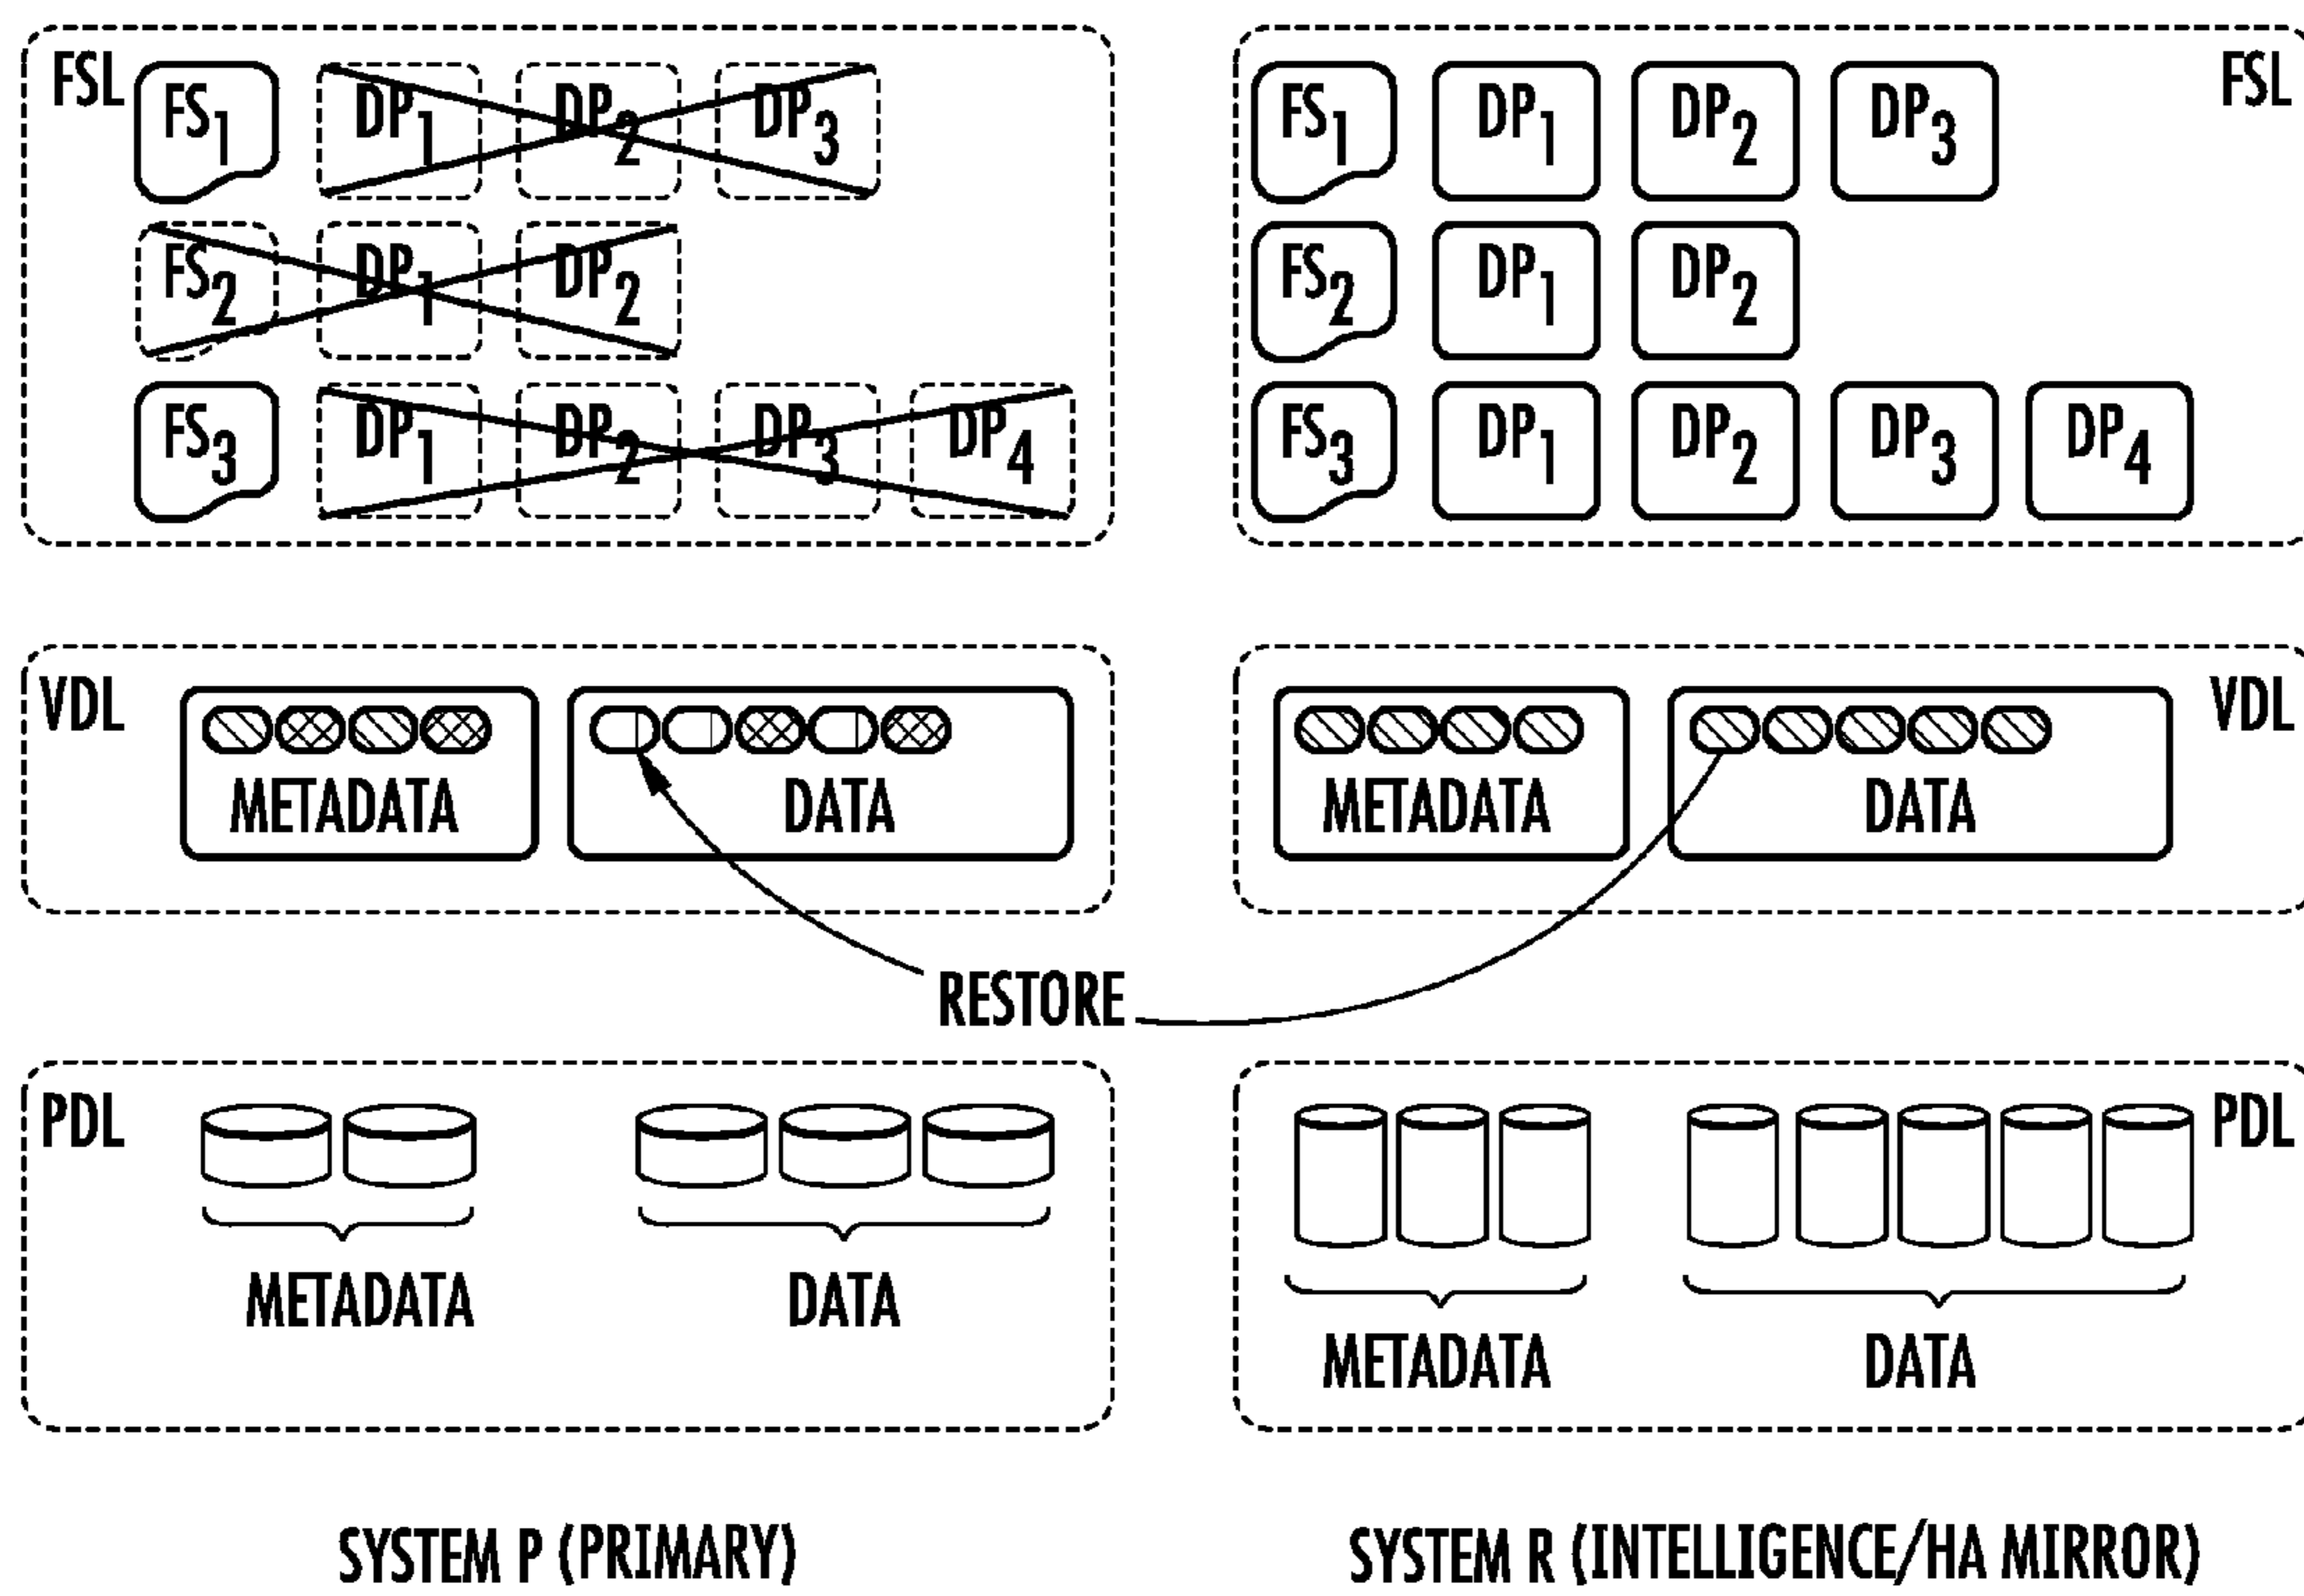 FSL
FS1 DP1 DP2 DP3
FS2 DP1 DP2
FS3 DP1 DP2 DP3 DP4
FS1 DP1 DP2 DP3
FSL
FS2 DP1 DP2
FS3 DP1 DP2 DP3 DP4
VDL
METADATA
DATA
METADATA
DATA
VDL
RESTORE
PDL
METADATA
DATA
PDL
METADATA
DATA
SYSTEM P (PRIMARY)
SYSTEM R (INTELLIGENCE/HA MIRROR)